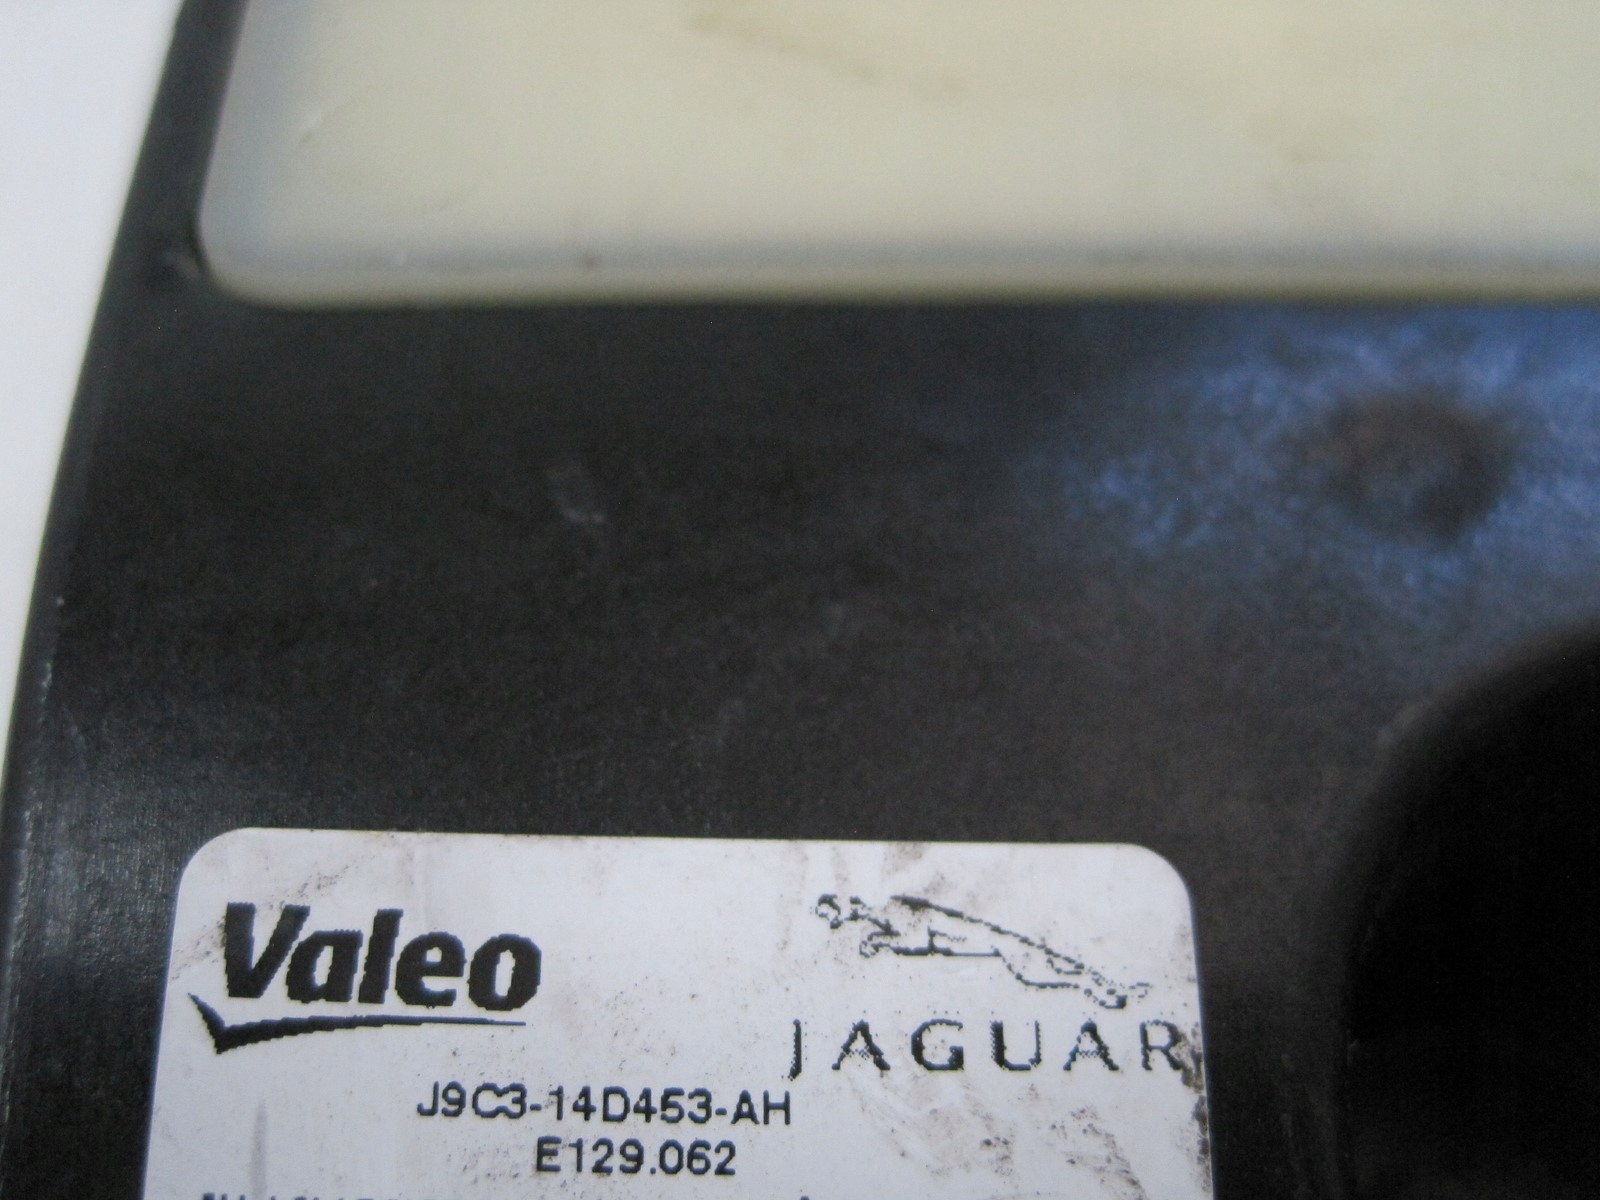 Valeo
JAGUAR
J9C3-14D453-AH
E129.062